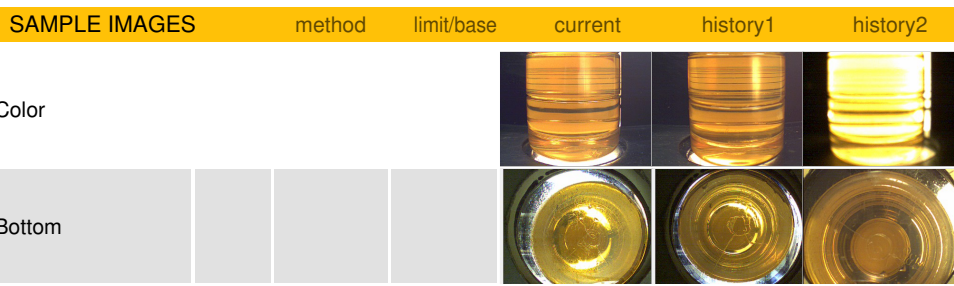 SAMPLE IMAGES method limit/base current history1 history2
Color
Bottom